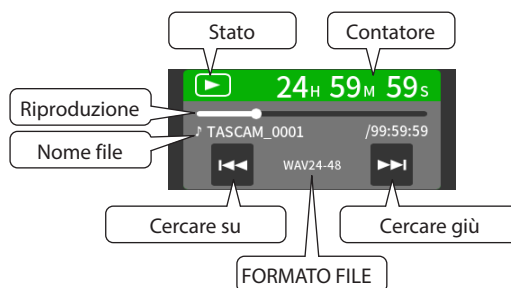 Stato
Contatore
24H 59M 59S
Riproduzione
♪ TASCAM_0001 /99:59:59
Nome file
WAV24-48
Cercare su
Cercare giù
FORMATO FILE